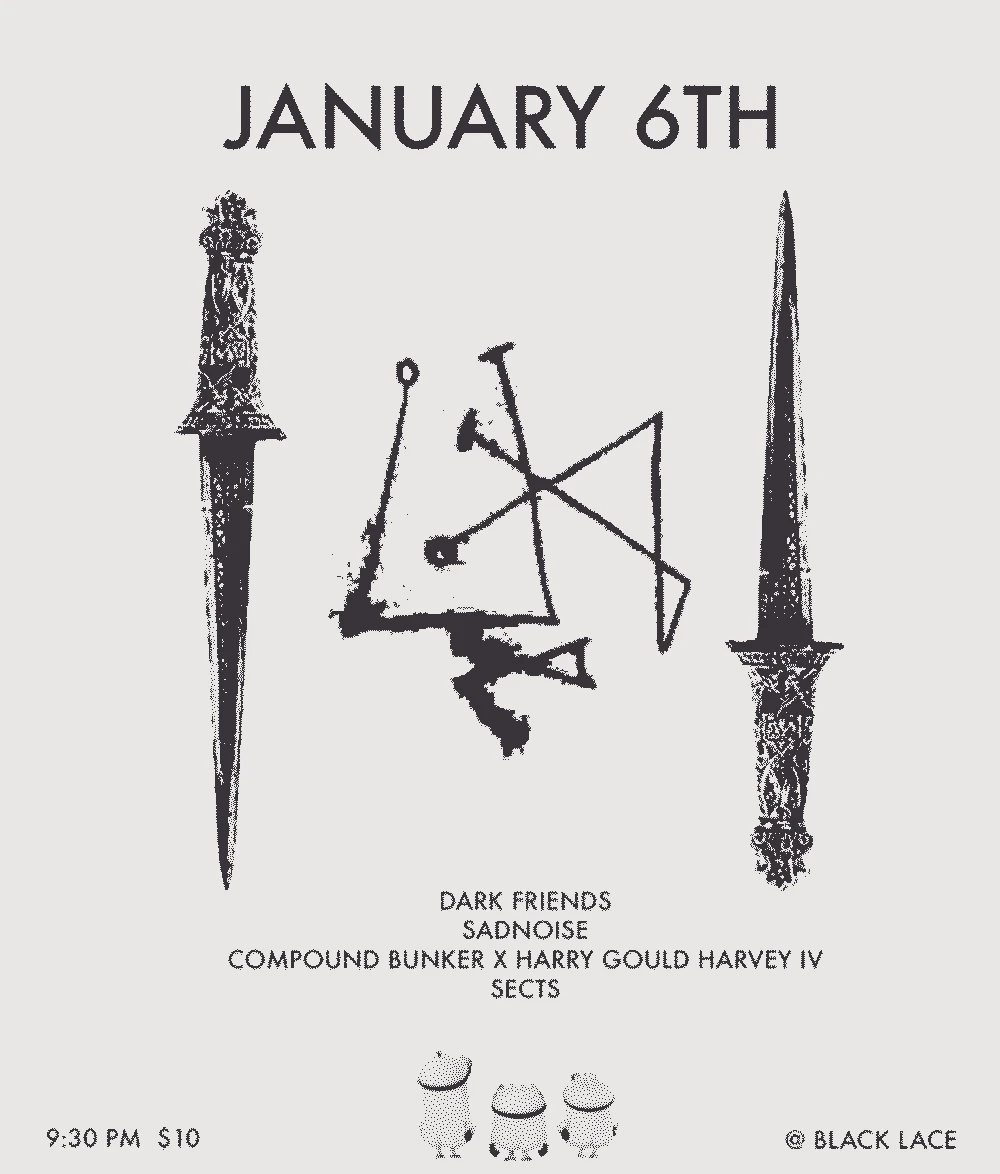 JANUARY 6TH
DARK FRIENDS
SADNOISE
COMPOUND BUNKER X HARRY GOULD HARVEY IV
SECTS
9:30 PM $10
@ BLACK LACE